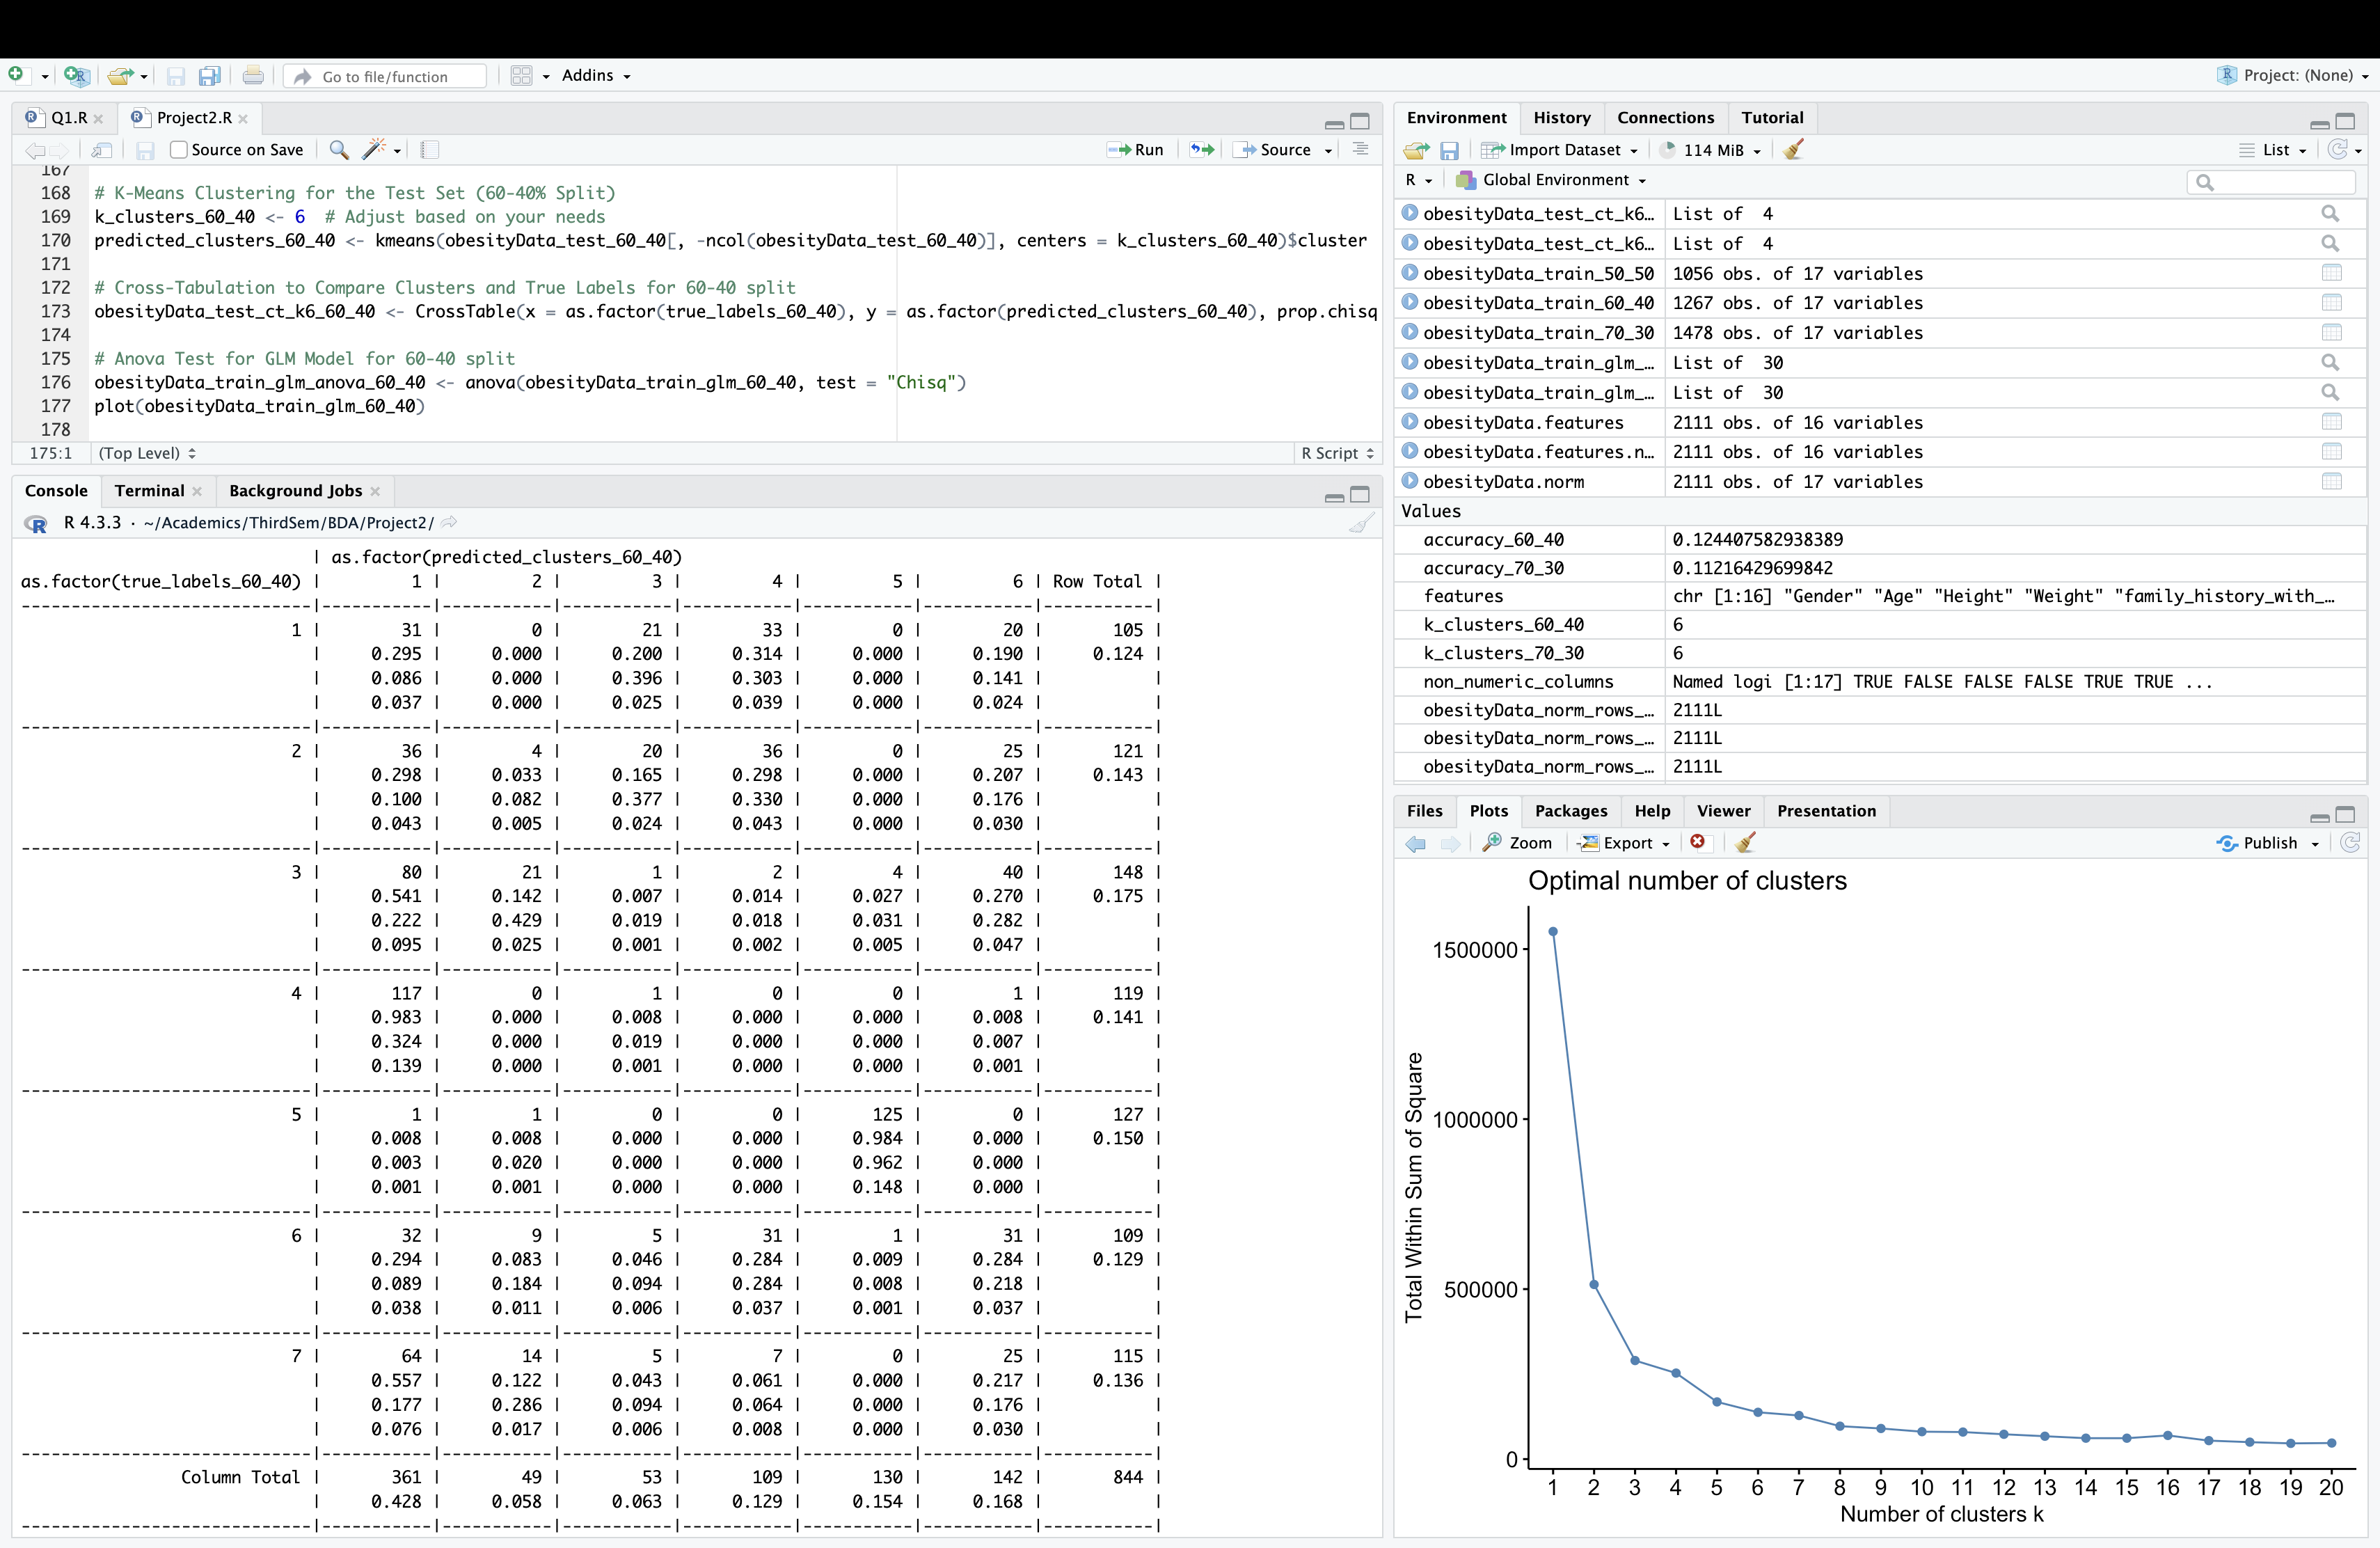 Go to file/function
Addins
Project: (None)
Q1.R
Project2.R
Source on Save
Run
Source
167
168 # K-Means Clustering for the Test Set (60-40% Split)
169 k_clusters_60_40 <- 6  # Adjust based on your needs
170 predicted_clusters_60_40 <- kmeans(obesityData_test_60_40[, -ncol(obesityData_test_60_40)], centers = k_clusters_60_40)$cluster
171
172 # Cross-Tabulation to Compare Clusters and True Labels for 60-40 split
173 obesityData_test_ct_k6_60_40 <- CrossTable(x = as.factor(true_labels_60_40), y = as.factor(predicted_clusters_60_40), prop.chisq
174
175 # Anova Test for GLM Model for 60-40 split
176 obesityData_train_glm_anova_60_40 <- anova(obesityData_train_glm_60_40, test = "Chisq")
177 plot(obesityData_train_glm_60_40)
178
175:1 (Top Level) R Script
Console Terminal Background Jobs
R 4.3.3 · ~/Academics/ThirdSem/BDA/Project2/
| as.factor(predicted_clusters_60_40)
as.factor(true_labels_60_40) | 1 | 2 | 3 | 4 | 5 | 6 | Row Total |
-----------------------------|-----------|-----------|-----------|-----------|-----------|-----------|-----------|
1 | 31 | 0 | 21 | 33 | 0 | 20 | 105 |
| 0.295 | 0.000 | 0.200 | 0.314 | 0.000 | 0.190 | 0.124 |
| 0.086 | 0.000 | 0.396 | 0.303 | 0.000 | 0.141 | |
| 0.037 | 0.000 | 0.025 | 0.039 | 0.000 | 0.024 | |
-----------------------------|-----------|-----------|-----------|-----------|-----------|-----------|-----------|
2 | 36 | 4 | 20 | 36 | 0 | 25 | 121 |
| 0.298 | 0.033 | 0.165 | 0.298 | 0.000 | 0.207 | 0.143 |
| 0.100 | 0.082 | 0.377 | 0.330 | 0.000 | 0.176 | |
| 0.043 | 0.005 | 0.024 | 0.043 | 0.000 | 0.030 | |
-----------------------------|-----------|-----------|-----------|-----------|-----------|-----------|-----------|
3 | 80 | 21 | 1 | 2 | 4 | 40 | 148 |
| 0.541 | 0.142 | 0.007 | 0.014 | 0.027 | 0.270 | 0.175 |
| 0.222 | 0.429 | 0.019 | 0.018 | 0.031 | 0.282 | |
| 0.095 | 0.025 | 0.001 | 0.002 | 0.005 | 0.047 | |
-----------------------------|-----------|-----------|-----------|-----------|-----------|-----------|-----------|
4 | 117 | 0 | 1 | 0 | 0 | 1 | 119 |
| 0.983 | 0.000 | 0.008 | 0.000 | 0.000 | 0.008 | 0.141 |
| 0.324 | 0.000 | 0.019 | 0.000 | 0.000 | 0.007 | |
| 0.139 | 0.000 | 0.001 | 0.000 | 0.000 | 0.001 | |
-----------------------------|-----------|-----------|-----------|-----------|-----------|-----------|-----------|
5 | 1 | 1 | 0 | 0 | 125 | 0 | 127 |
| 0.008 | 0.008 | 0.000 | 0.000 | 0.984 | 0.000 | 0.150 |
| 0.003 | 0.020 | 0.000 | 0.000 | 0.962 | 0.000 | |
| 0.001 | 0.001 | 0.000 | 0.000 | 0.148 | 0.000 | |
-----------------------------|-----------|-----------|-----------|-----------|-----------|-----------|-----------|
6 | 32 | 9 | 5 | 31 | 1 | 31 | 109 |
| 0.294 | 0.083 | 0.046 | 0.284 | 0.009 | 0.284 | 0.129 |
| 0.089 | 0.184 | 0.094 | 0.284 | 0.008 | 0.218 | |
| 0.038 | 0.011 | 0.006 | 0.037 | 0.001 | 0.037 | |
-----------------------------|-----------|-----------|-----------|-----------|-----------|-----------|-----------|
7 | 64 | 14 | 5 | 7 | 0 | 25 | 115 |
| 0.557 | 0.122 | 0.043 | 0.061 | 0.000 | 0.217 | 0.136 |
| 0.177 | 0.286 | 0.094 | 0.064 | 0.000 | 0.176 | |
| 0.076 | 0.017 | 0.006 | 0.008 | 0.000 | 0.030 | |
-----------------------------|-----------|-----------|-----------|-----------|-----------|-----------|-----------|
Column Total | 361 | 49 | 53 | 109 | 130 | 142 | 844 |
| 0.428 | 0.058 | 0.063 | 0.129 | 0.154 | 0.168 | |
-----------------------------|-----------|-----------|-----------|-----------|-----------|-----------|-----------|
Environment History Connections Tutorial
Import Dataset 114 MiB List
R Global Environment
obesityData_test_ct_k6… List of 4
obesityData_test_ct_k6… List of 4
obesityData_train_50_50 1056 obs. of 17 variables
obesityData_train_60_40 1267 obs. of 17 variables
obesityData_train_70_30 1478 obs. of 17 variables
obesityData_train_glm_… List of 30
obesityData_train_glm_… List of 30
obesityData.features 2111 obs. of 16 variables
obesityData.features.n… 2111 obs. of 16 variables
obesityData.norm 2111 obs. of 17 variables
Values
accuracy_60_40 0.124407582938389
accuracy_70_30 0.11216429699842
features chr [1:16] "Gender" "Age" "Height" "Weight" "family_history_with_…
k_clusters_60_40 6
k_clusters_70_30 6
non_numeric_columns Named logi [1:17] TRUE FALSE FALSE FALSE TRUE TRUE ...
obesityData_norm_rows_… 2111L
obesityData_norm_rows_… 2111L
obesityData_norm_rows_… 2111L
Files Plots Packages Help Viewer Presentation
Zoom Export Publish
Optimal number of clusters
Total Within Sum of Square
1500000
1000000
500000
0
1 2 3 4 5 6 7 8 9 10 11 12 13 14 15 16 17 18 19 20
Number of clusters k